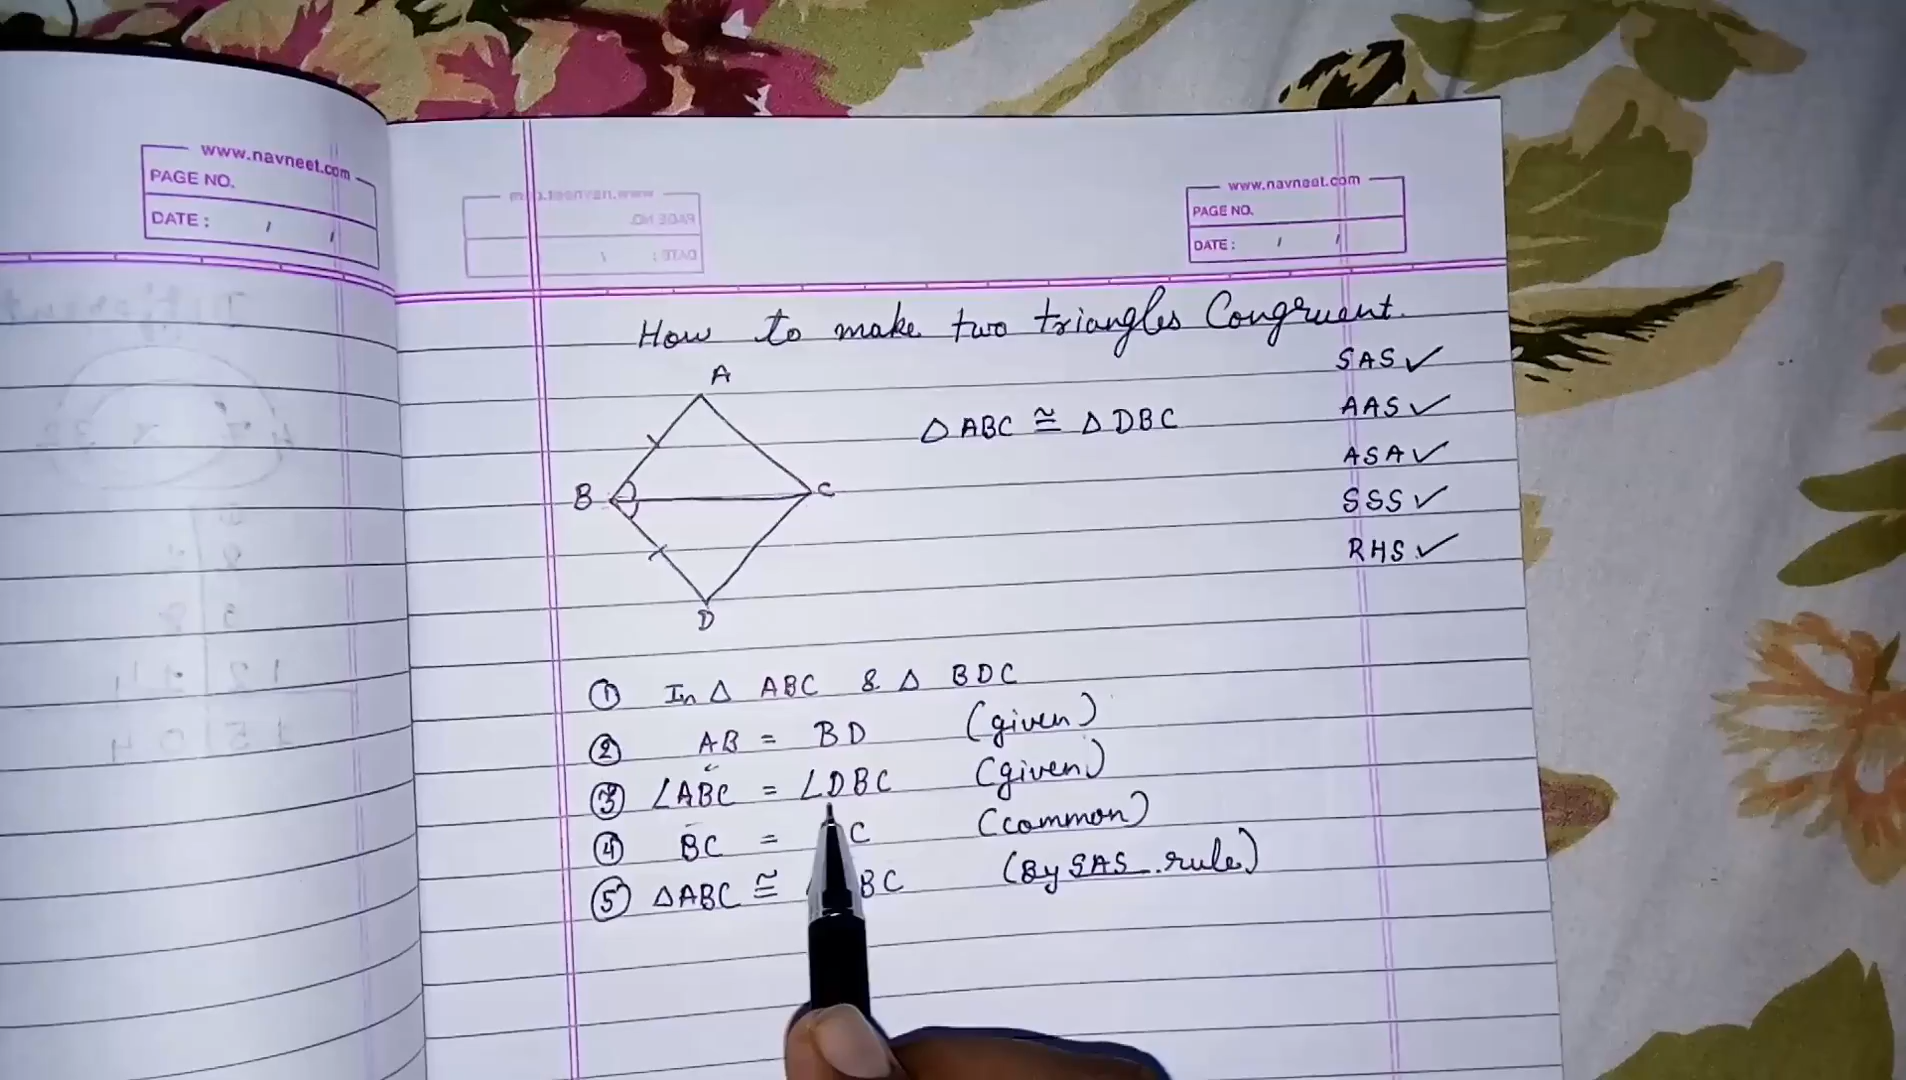 www.navneet.com
PAGE NO.
DATE : / /
www.navneet.com
PAGE NO.
DATE : / /
How to make two triangles Congruent.
SAS ✓
AAS ✓
ASA ✓
SSS ✓
RHS ✓
△ ABC ≅ △ DBC
A
B
C
D
① In △ ABC & △ BDC
② AB = BD (given)
③ ∠ABC = ∠DBC (given)
④ BC = C (common)
⑤ △ABC ≅ BC (By SAS rule)